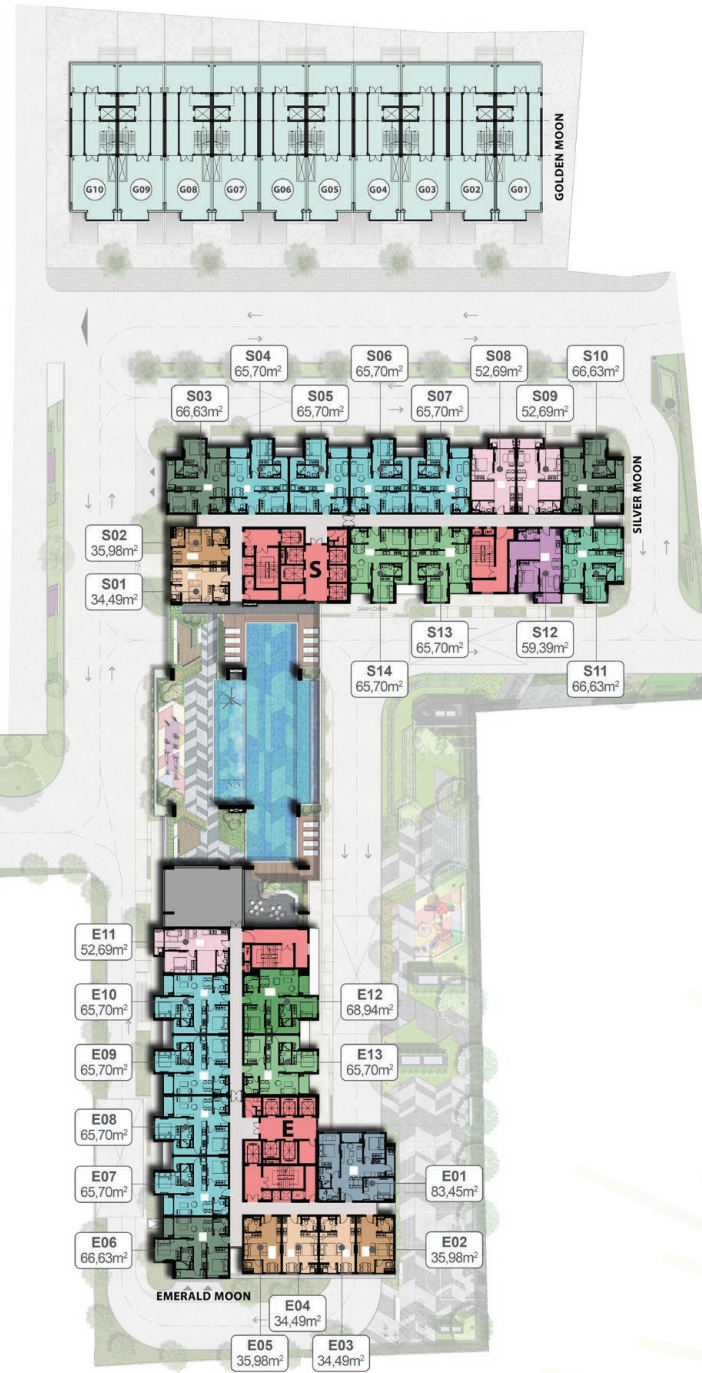 GOLDEN MOON
G10
G09
G08
G07
G06
G05
G04
G03
G02
G01
S04
65,70m²
S06
65,70m²
S08
52,69m²
S10
66,63m²
S03
66,63m²
S05
65,70m²
S07
65,70m²
S09
52,69m²
SILVER MOON
S02
35,98m²
S01
34,49m²
S
SẢNH CHÍNH
S13
65,70m²
S12
59,39m²
S14
65,70m²
S11
66,63m²
E11
52,69m²
E10
65,70m²
E12
68,94m²
E09
65,70m²
E13
65,70m²
E08
65,70m²
E
E07
65,70m²
E01
83,45m²
E06
66,63m²
E02
35,98m²
EMERALD MOON
E04
34,49m²
E05
35,98m²
E03
34,49m²